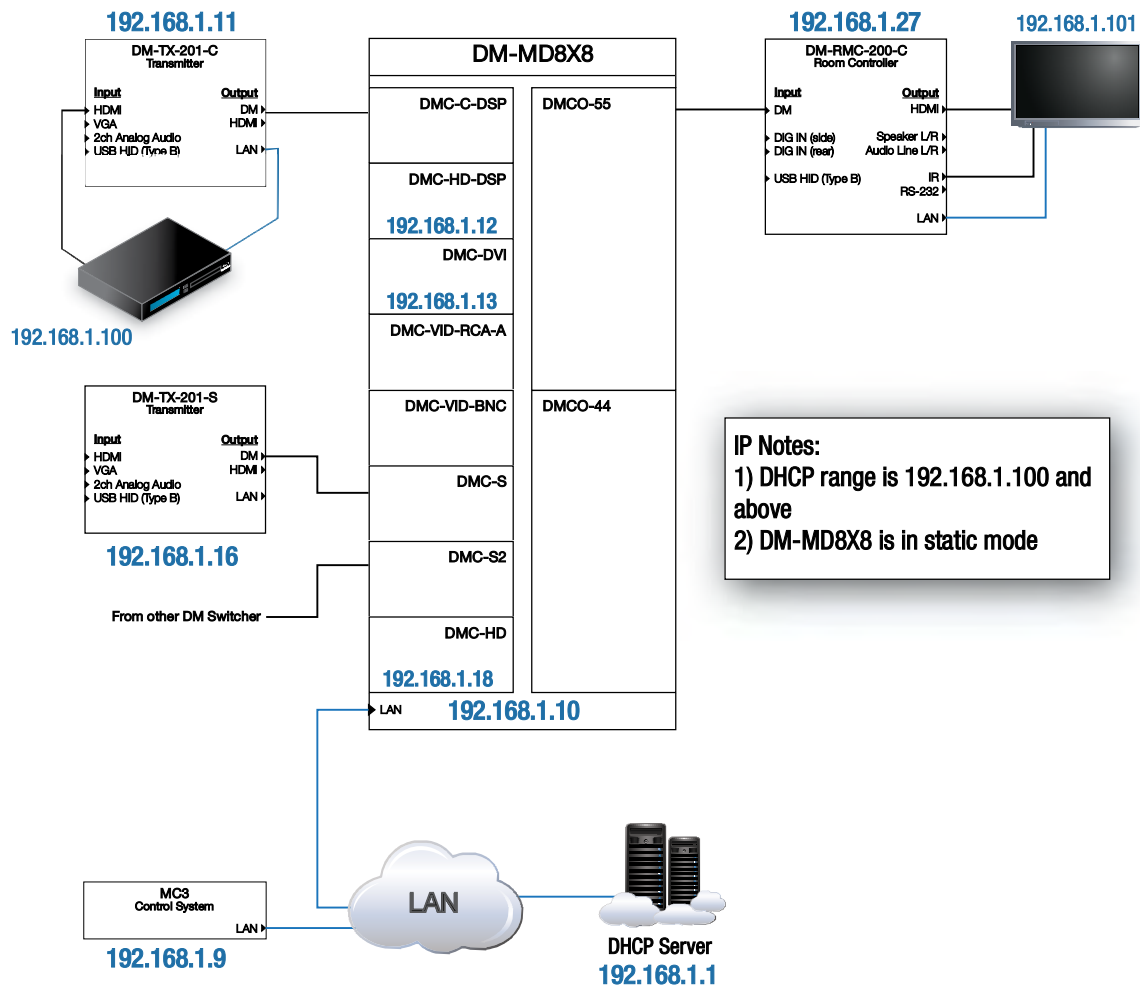 192.168.1.11
DM-TX-201-C
Transmitter
Input
Output
HDMI
DM
VGA
HDMI
2ch Analog Audio
USB HID (Type B)
LAN
192.168.1.100
DM-TX-201-S
Transmitter
Input
Output
HDMI
DM
VGA
HDMI
2ch Analog Audio
USB HID (Type B)
LAN
192.168.1.16
From other DM Switcher
DM-MD8X8
DMC-C-DSP
DMC-HD-DSP
192.168.1.12
DMC-DVI
192.168.1.13
DMC-VID-RCA-A
DMC-VID-BNC
DMC-S
DMC-S2
DMC-HD
192.168.1.18
DMCO-55
DMCO-44
LAN
192.168.1.10
192.168.1.27
DM-RMC-200-C
Room Controller
Input
Output
DM
HDMI
DIG IN (side)
Speaker L/R
DIG IN (rear)
Audio Line L/R
USB HID (Type B)
IR
RS-232
LAN
192.168.1.101
IP Notes:
1) DHCP range is 192.168.1.100 and
above
2) DM-MD8X8 is in static mode
MC3
Control System
LAN
192.168.1.9
LAN
DHCP Server
192.168.1.1